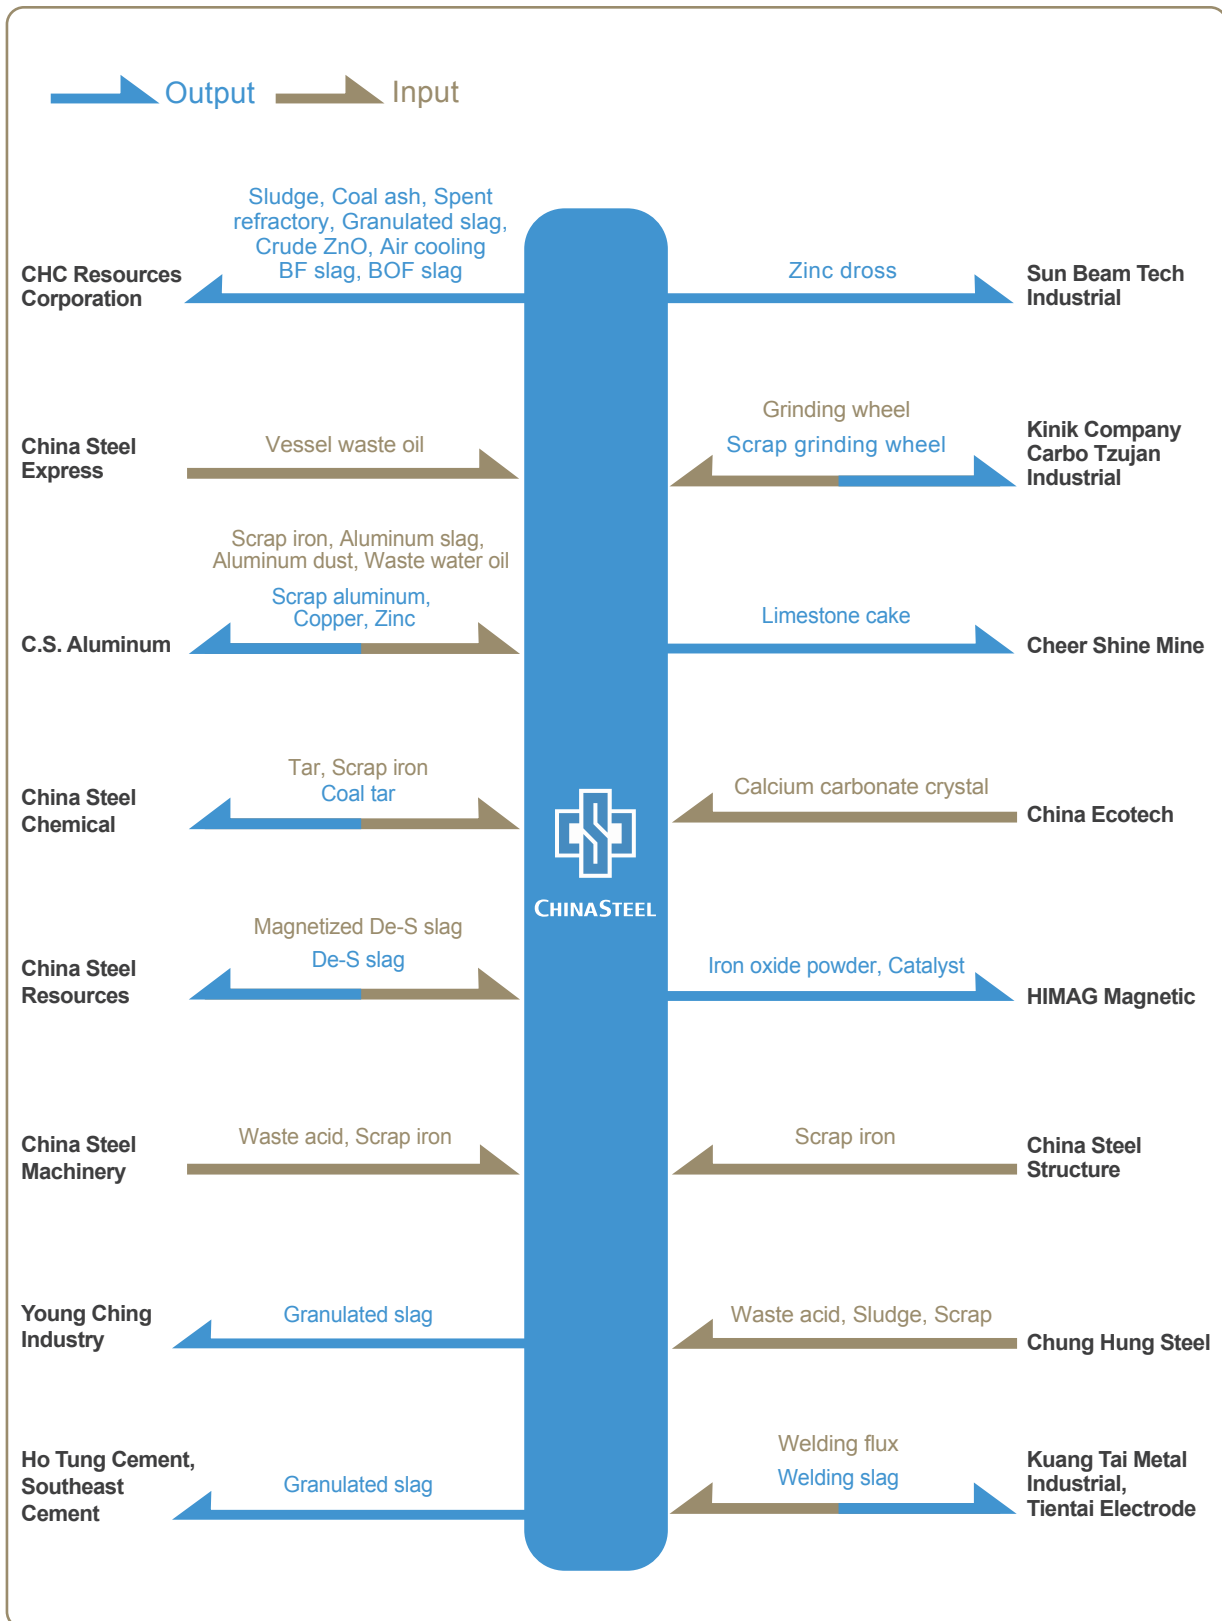 Output
Input
Sludge, Coal ash, Spent
refractory, Granulated slag,
Crude ZnO, Air cooling
BF slag, BOF slag
CHC Resources
Corporation
Zinc dross
Sun Beam Tech
Industrial
Vessel waste oil
China Steel
Express
Grinding wheel
Scrap grinding wheel
Kinik Company
Carbo Tzujan
Industrial
Scrap iron, Aluminum slag,
Aluminum dust, Waste water oil
Scrap aluminum,
Copper, Zinc
C.S. Aluminum
Limestone cake
Cheer Shine Mine
Tar, Scrap iron
Coal tar
China Steel
Chemical
Calcium carbonate crystal
China Ecotech
CHINASTEEL
Magnetized De-S slag
De-S slag
China Steel
Resources
Iron oxide powder, Catalyst
HIMAG Magnetic
Waste acid, Scrap iron
China Steel
Machinery
Scrap iron
China Steel
Structure
Granulated slag
Young Ching
Industry
Waste acid, Sludge, Scrap
Chung Hung Steel
Granulated slag
Ho Tung Cement,
Southeast
Cement
Welding flux
Welding slag
Kuang Tai Metal
Industrial,
Tientai Electrode